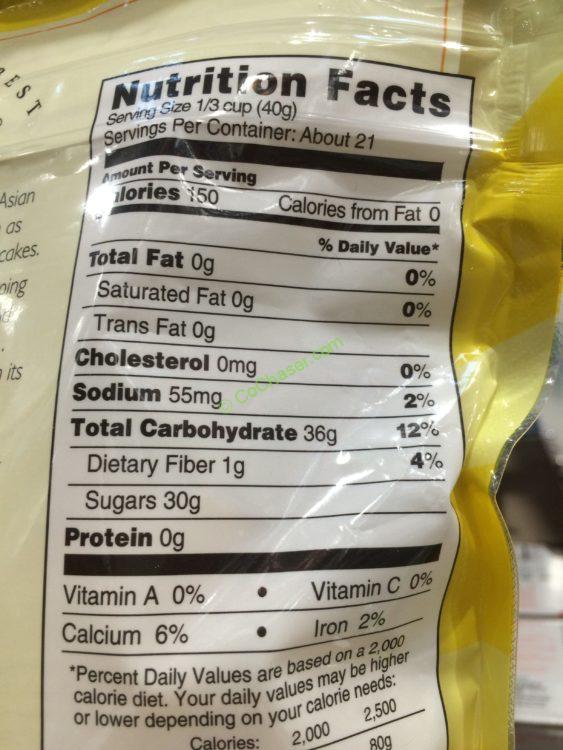 EST
Asian
as
cakes.
its
Nutrition Facts
Serving Size 1/3 cup (40g)
Servings Per Container: About 21
Amount Per Serving
Calories 150 Calories from Fat 0
% Daily Value*
Total Fat 0g 0%
Saturated Fat 0g 0%
Trans Fat 0g
Cholesterol 0mg 0%
Sodium 55mg 2%
Total Carbohydrate 36g 12%
Dietary Fiber 1g 4%
Sugars 30g
Protein 0g
Vitamin A 0% • Vitamin C 0%
Calcium 6% • Iron 2%
*Percent Daily Values are based on a 2,000
calorie diet. Your daily values may be higher
or lower depending on your calorie needs:
Calories: 2,000 2,500
80g
© CoChaser.com